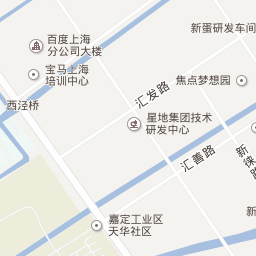 新蛋研发车间
百度上海
分公司大楼
宝马上海
培训中心
焦点梦想园
西泾桥
汇发路
星地集团技术
研发中心
汇善路
新徕路
新
嘉定工业区
天华社区